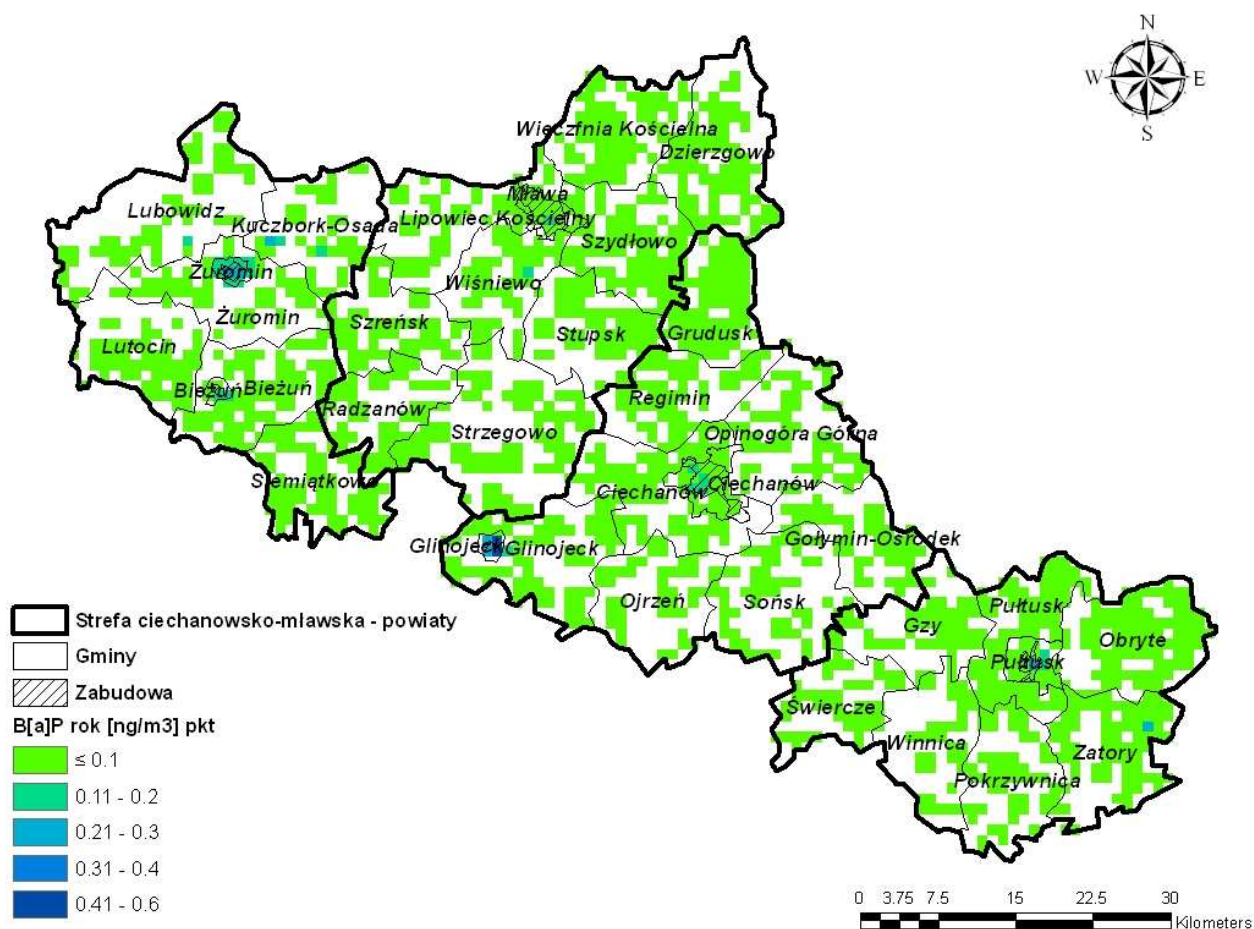 N
W
E
S
Wieczfnia Kościelna
Dzierzgowo
Mława
Lubowidz
Kuczbork-Osada
Lipowiec Kościelny
Szydłowo
Żuromin
Wiśniewo
Żuromin
Szreńsk
Stupsk
Grudusk
Lutocin
Bieżuń
Bieżuń
Radzanów
Regimin
Strzegowo
Opinogóra Górna
Siemiątkowo
Ciechanów
Ciechanów
Glinojeck
Glinojeck
Gołymin-Ośrodek
Ojrzeń
Sońsk
Pułtusk
Gzy
Obryte
Pułtusk
Świercze
Winnica
Zatory
Pokrzywnica
Strefa ciechanowsko-mławska - powiaty
Gminy
Zabudowa
B[a]P rok [ng/m3] pkt
≤ 0.1
0.11 - 0.2
0.21 - 0.3
0.31 - 0.4
0.41 - 0.6
0 3.75 7.5 15 22.5 30
Kilometers